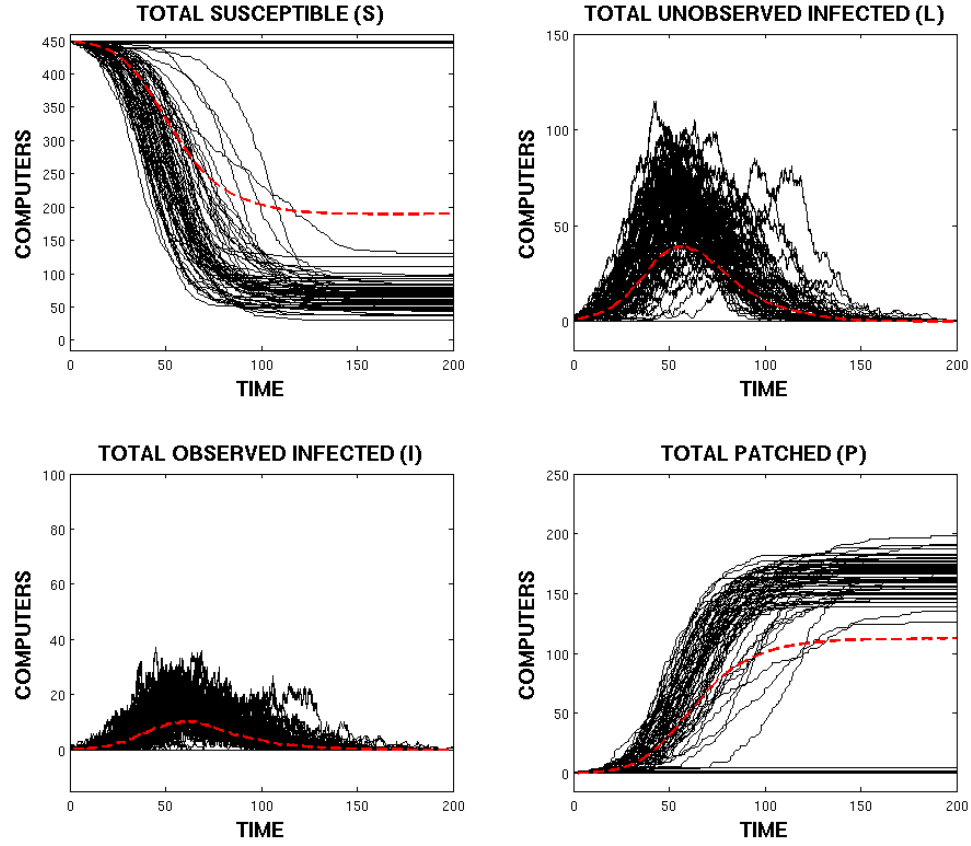 TOTAL SUSCEPTIBLE (S)
450
400
350
300
250
200
150
100
50
0
COMPUTERS
0 50 100 150 200
TIME
TOTAL UNOBSERVED INFECTED (L)
150
100
50
0
COMPUTERS
0 50 100 150 200
TIME
TOTAL OBSERVED INFECTED (I)
100
80
60
40
20
0
COMPUTERS
0 50 100 150 200
TIME
TOTAL PATCHED (P)
250
200
150
100
50
0
COMPUTERS
0 50 100 150 200
TIME